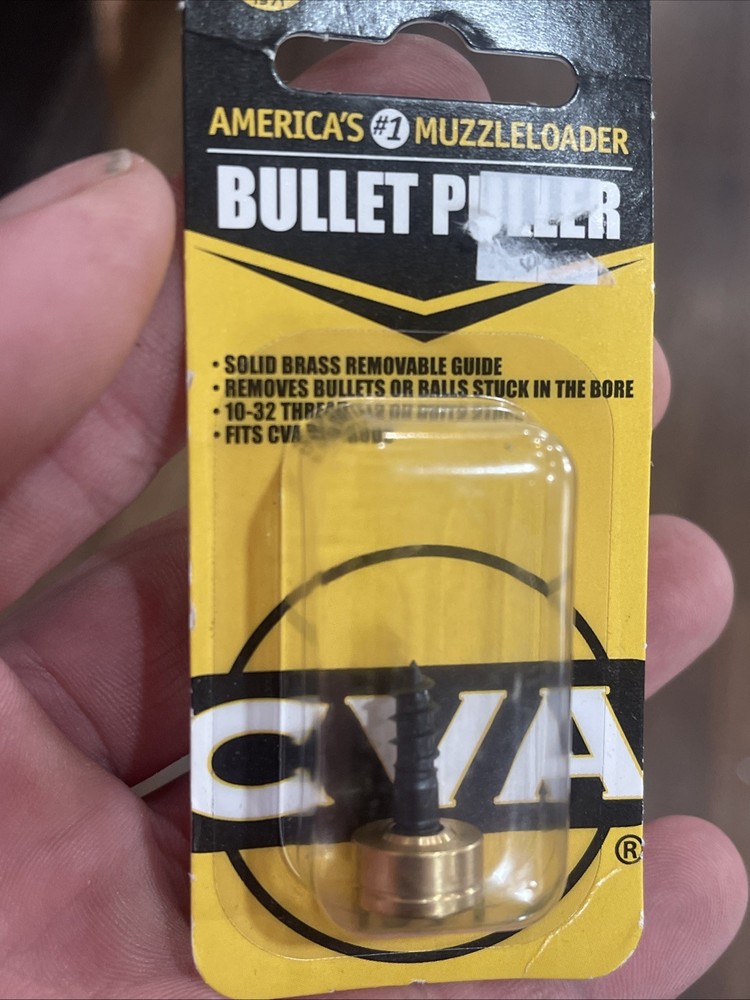 AMERICA'S #1 MUZZLELOADER
BULLET PULLER
• SOLID BRASS REMOVABLE GUIDE
• REMOVES BULLETS OR BALLS STUCK IN THE BORE
• 10-32
• FITS CVA
CVA
®